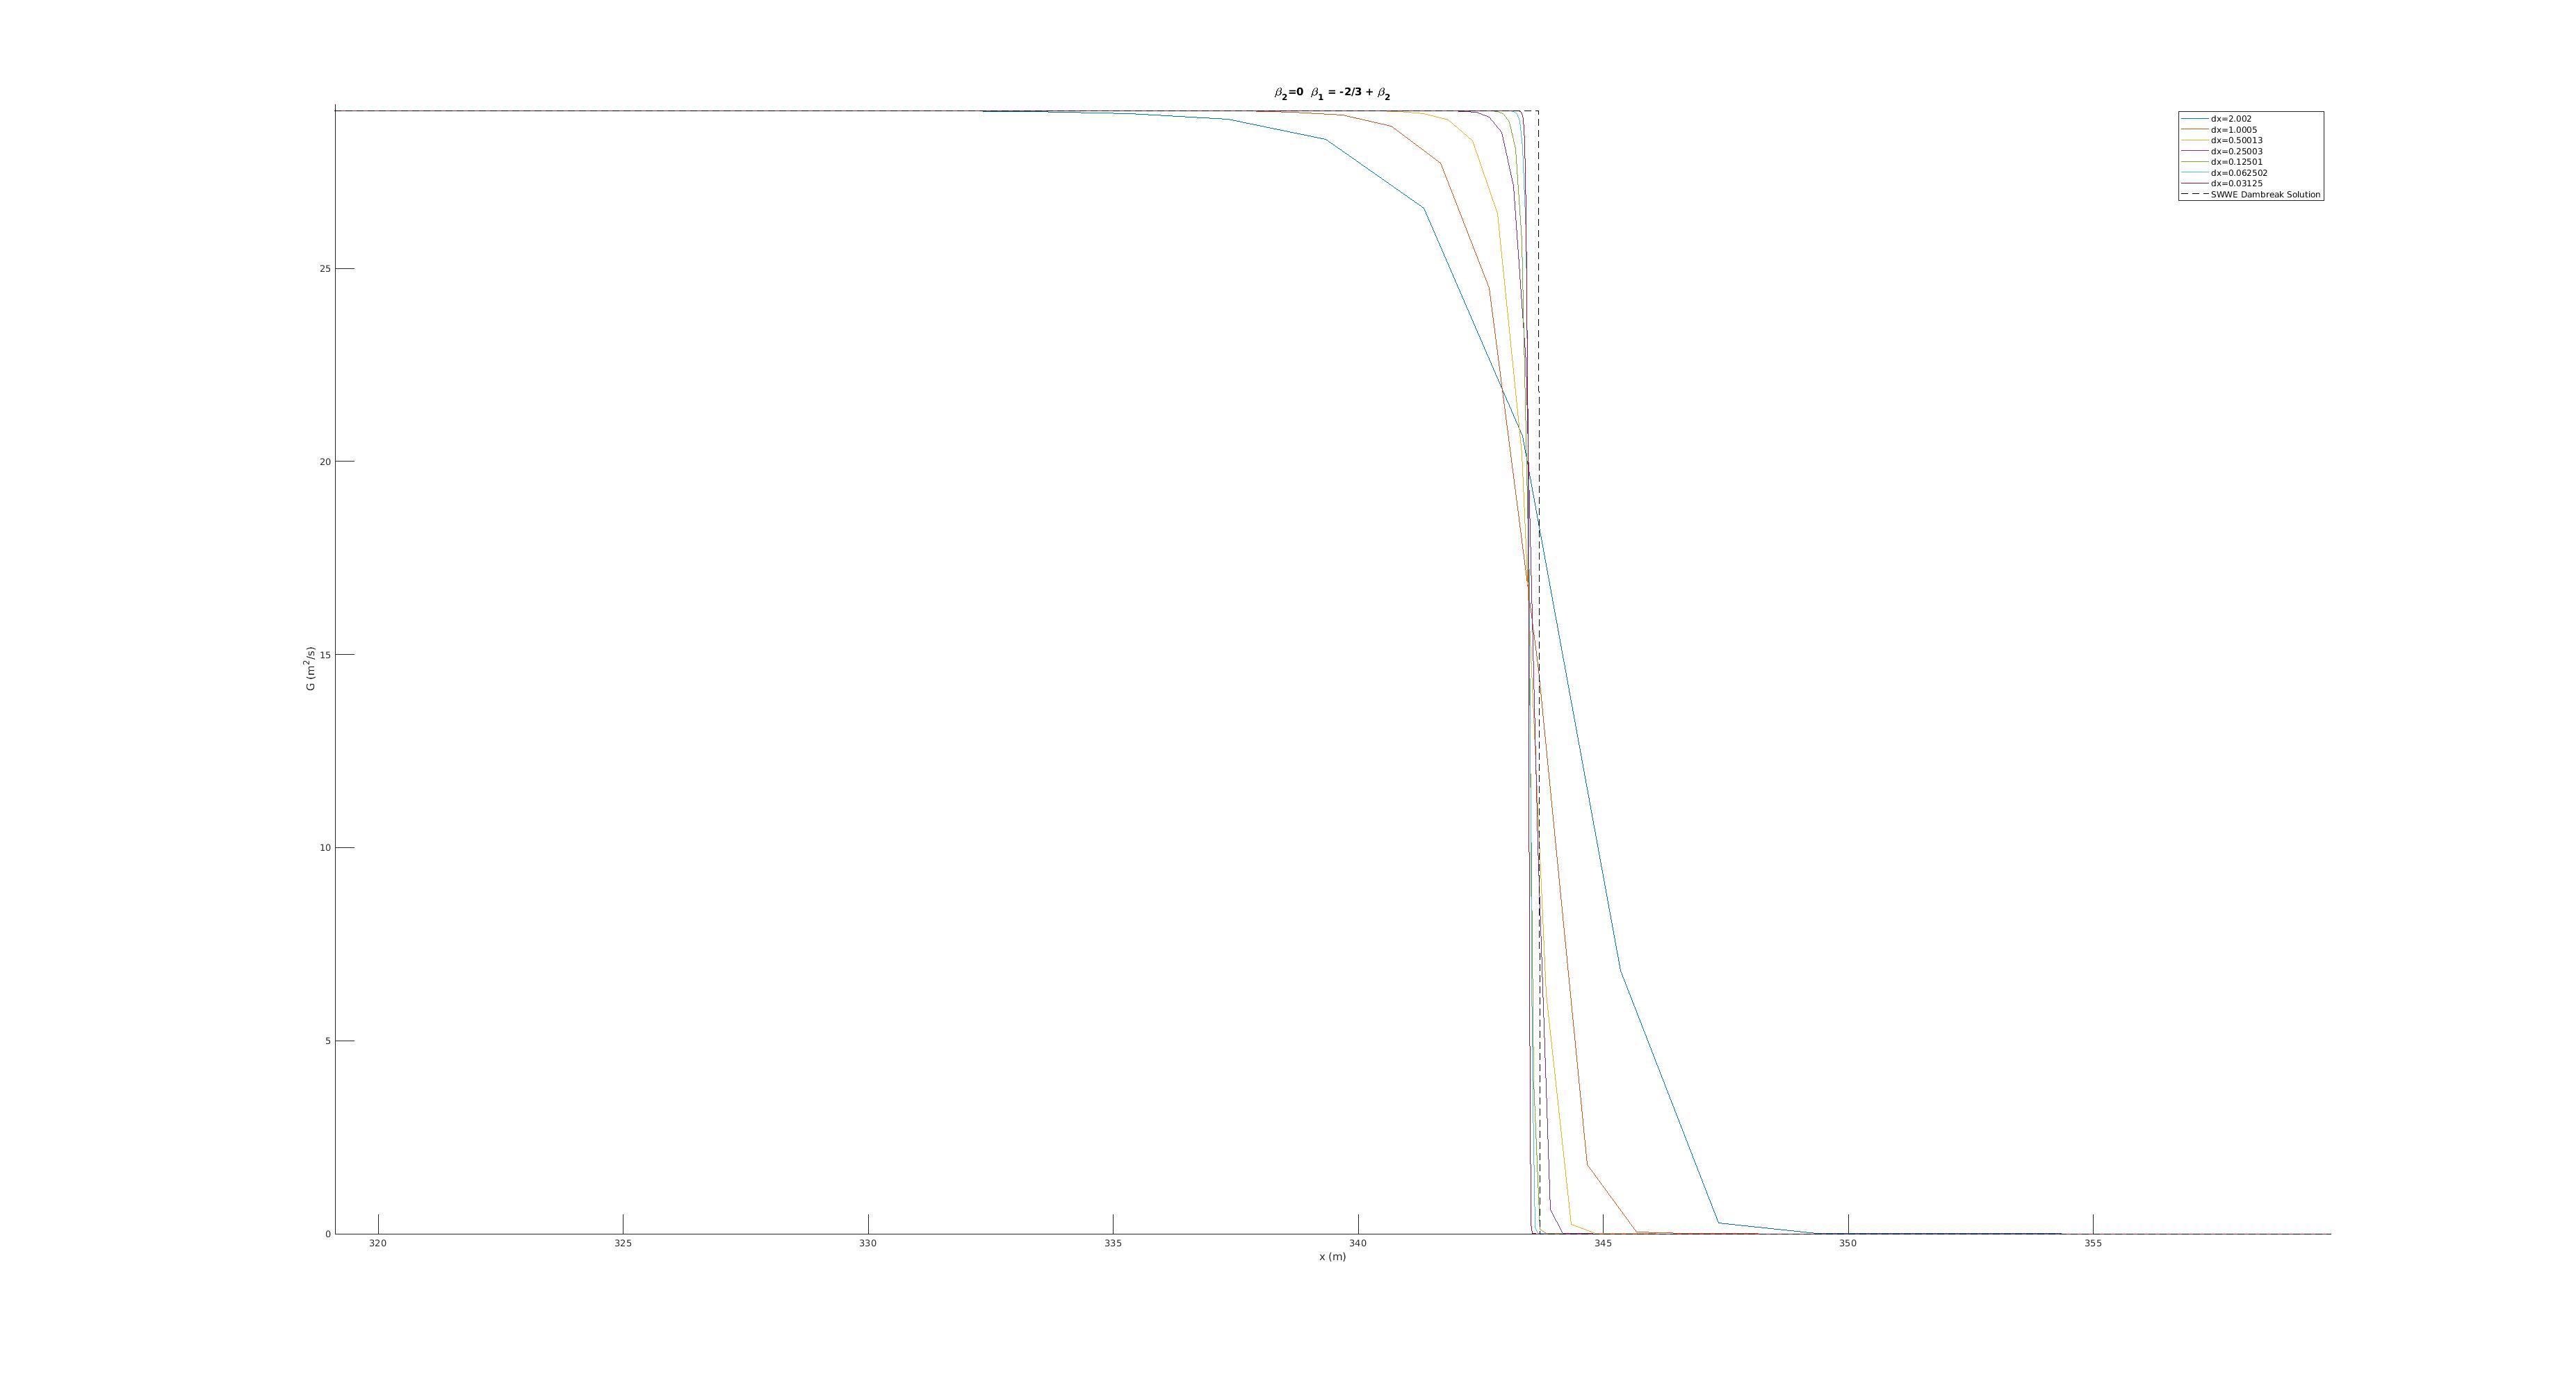 β₂=0 β₁ = -2/3 + β₂
dx=2.002
dx=1.0005
dx=0.50013
dx=0.25003
dx=0.12501
dx=0.062502
dx=0.03125
SWWE Dambreak Solution
25
20
15
10
5
0
G (m²/s)
320 325 330 335 340 345 350 355
x (m)